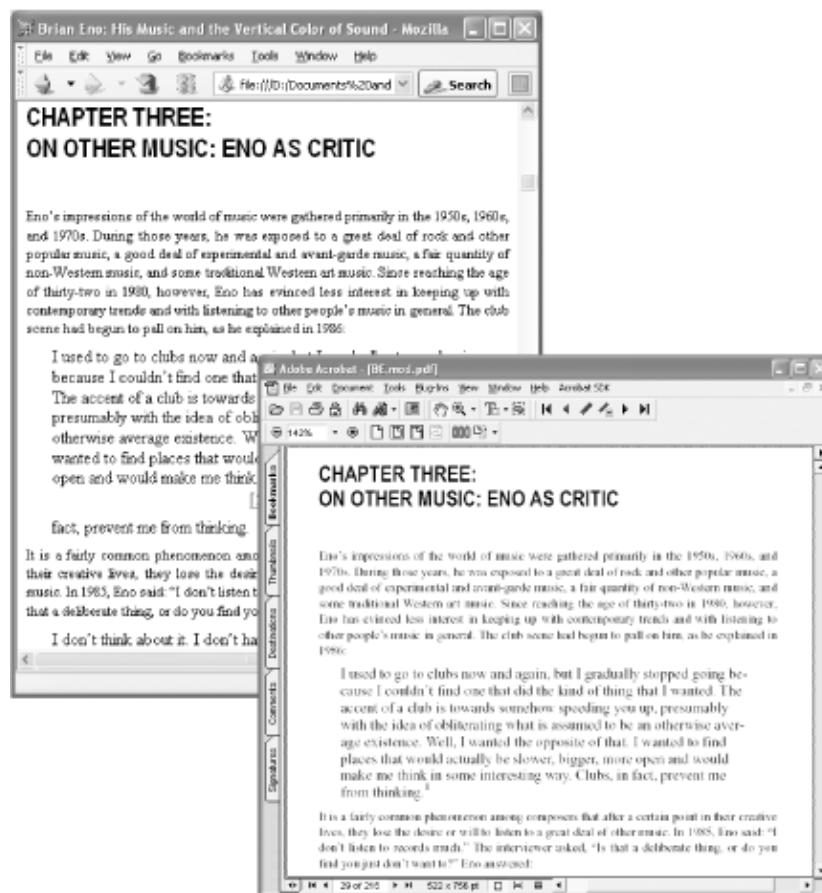 Brian Eno: His Music and the Vertical Color of Sound - Mozilla
File Edit View Go Bookmarks Tools Window Help
file:///D:/Documents%20and Search
CHAPTER THREE:
ON OTHER MUSIC: ENO AS CRITIC
Eno's impressions of the world of music were gathered primarily in the 1950s, 1960s,
and 1970s. During those years, he was exposed to a great deal of rock and other
popular music, a good deal of experimental and avant-garde music, a fair quantity of
non-Western music, and some traditional Western art music. Since reaching the age
of thirty-two in 1980, however, Eno has evinced less interest in keeping up with
contemporary trends and with listening to other people's music in general. The club
scene had begun to pall on him, as he explained in 1986:
I used to go to clubs now and
because I couldn't find one that
The accent of a club is towards
presumably with the idea of obl
otherwise average existence. W
wanted to find places that woul
open and would make me think
fact, prevent me from thinking.
It is a fairly common phenomenon amo
their creative lives, they lose the desir
music. In 1985, Eno said: "I don't listen t
that a deliberate thing, or do you find yo
I don't think about it. I don't ha
Adobe Acrobat - [BE.mod.pdf]
File Edit Document Tools Plug-Ins View Window Help Acrobat SDK
142%
Bookmarks
Thumbnails
Destinations
Comments
Signatures
CHAPTER THREE:
ON OTHER MUSIC: ENO AS CRITIC
Eno's impressions of the world of music were gathered primarily in the 1950s, 1960s, and
1970s. During those years, he was exposed to a great deal of rock and other popular music, a
good deal of experimental and avant-garde music, a fair quantity of non-Western music, and
some traditional Western art music. Since reaching the age of thirty-two in 1980, however,
Eno has evinced less interest in keeping up with contemporary trends and with listening to
other people's music in general. The club scene had begun to pall on him, as he explained in
1986:
I used to go to clubs now and again, but I gradually stopped going be-
cause I couldn't find one that did the kind of thing that I wanted. The
accent of a club is towards somehow speeding you up, presumably
with the idea of obliterating what is assumed to be an otherwise aver-
age existence. Well, I wanted the opposite of that. I wanted to find
places that would actually be slower, bigger, more open and would
make me think in some interesting way. Clubs, in fact, prevent me
from thinking.1
It is a fairly common phenomenon among composers that after a certain point in their creative
lives, they lose the desire or will to listen to a great deal of other music. In 1985, Eno said: "I
don't listen to records much." The interviewer asked, "Is that a deliberate thing, or do you
find you just don't want to?" Eno answered:
29 of 215 522 x 756 pt